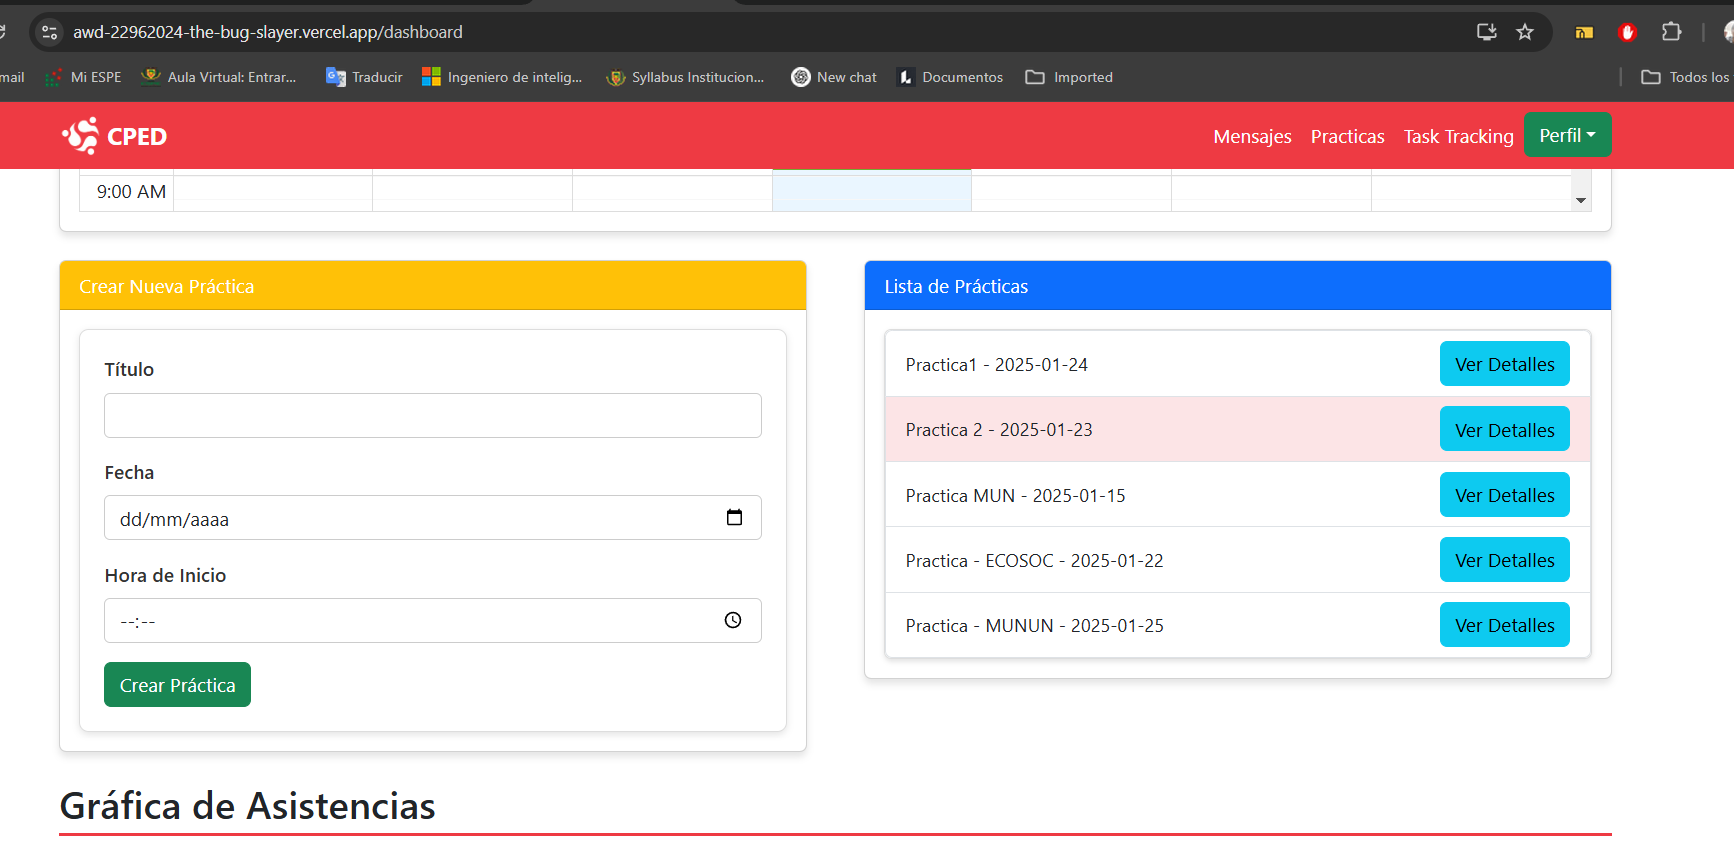 awd-22962024-the-bug-slayer.vercel.app/dashboard
mail Mi ESPE Aula Virtual: Entrar... Traducir Ingeniero de intelig... Syllabus Institucion... New chat Documentos Imported Todos los
CPED Mensajes Practicas Task Tracking Perfil
9:00 AM
Crear Nueva Práctica
Título
Fecha
dd/mm/aaaa
Hora de Inicio
--:--
Crear Práctica
Lista de Prácticas
Practica1 - 2025-01-24 Ver Detalles
Practica 2 - 2025-01-23 Ver Detalles
Practica MUN - 2025-01-15 Ver Detalles
Practica - ECOSOC - 2025-01-22 Ver Detalles
Practica - MUNUN - 2025-01-25 Ver Detalles
Gráfica de Asistencias